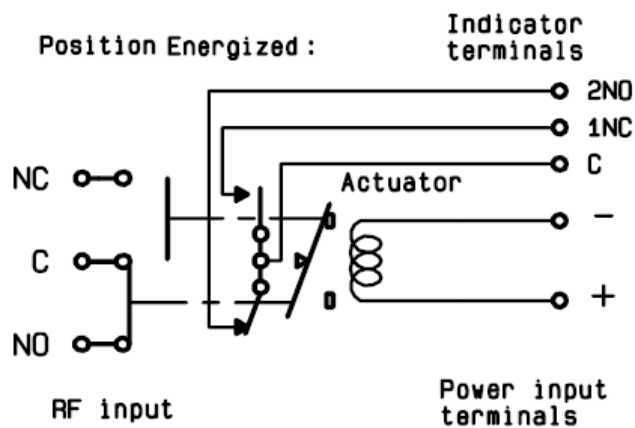 Position Energized :
Indicator
terminals
2NO
1NC
C
NC
Actuator
-
C
+
NO
RF input
Power input
terminals